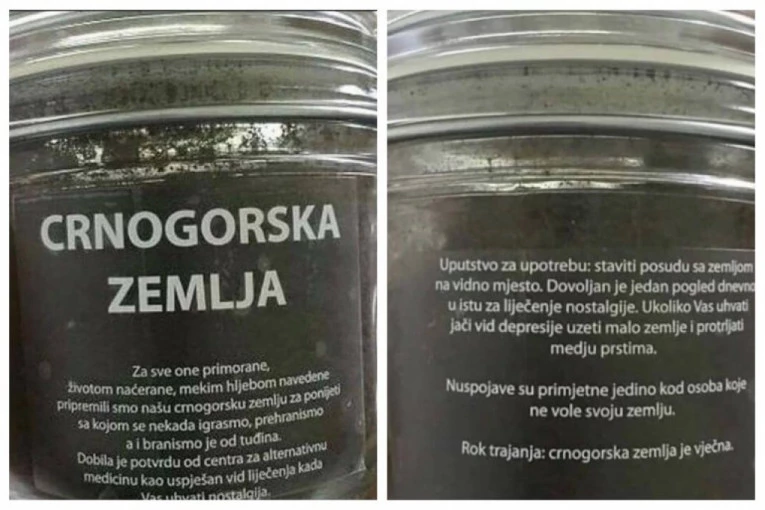 CRNOGORSKA
ZEMLJA
Za sve one primorane,
životom naćerane, mekim hljebom navedene
pripremili smo našu crnogorsku zemlju za ponijeti
sa kojom se nekada igrasmo, prehranismo
a i branismo je od tuđina.
Dobila je potvrdu od centra za alternativnu
medicinu kao uspješan vid liječenja kada
Vas uhvati nostalgija.
Uputstvo za upotrebu: staviti posudu sa zemljom
na vidno mjesto. Dovoljan je jedan pogled dnevno
u istu za liječenje nostalgije. Ukoliko Vas uhvati
jači vid depresije uzeti malo zemlje i protrljati
medju prstima.
Nuspojave su primjetne jedino kod osoba koje
ne vole svoju zemlju.
Rok trajanja: crnogorska zemlja je vječna.